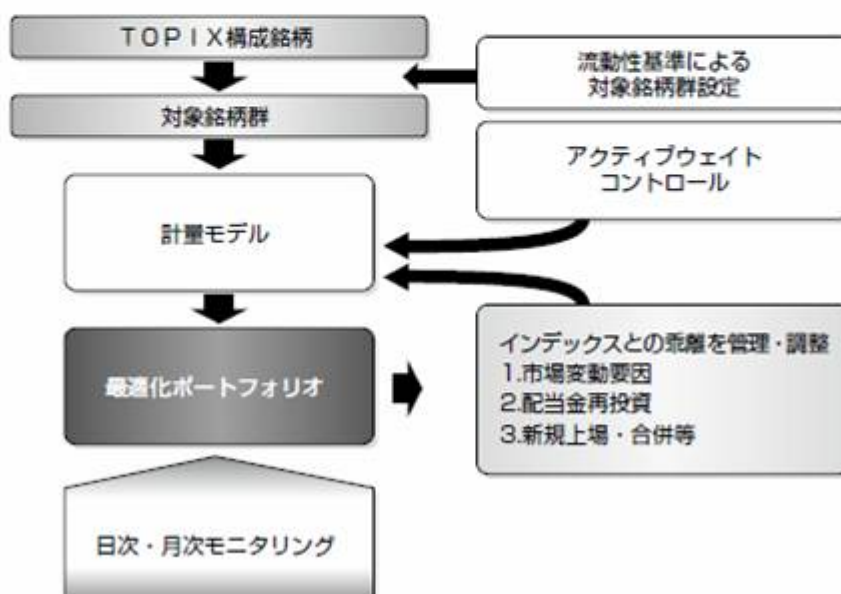 TOPIX構成銘柄
流動性基準による
対象銘柄群設定
対象銘柄群
アクティブウェイト
コントロール
計量モデル
インデックスとの乖離を管理・調整
1.市場変動要因
2.配当金再投資
3.新規上場・合併等
最適化ポートフォリオ
日次・月次モニタリング